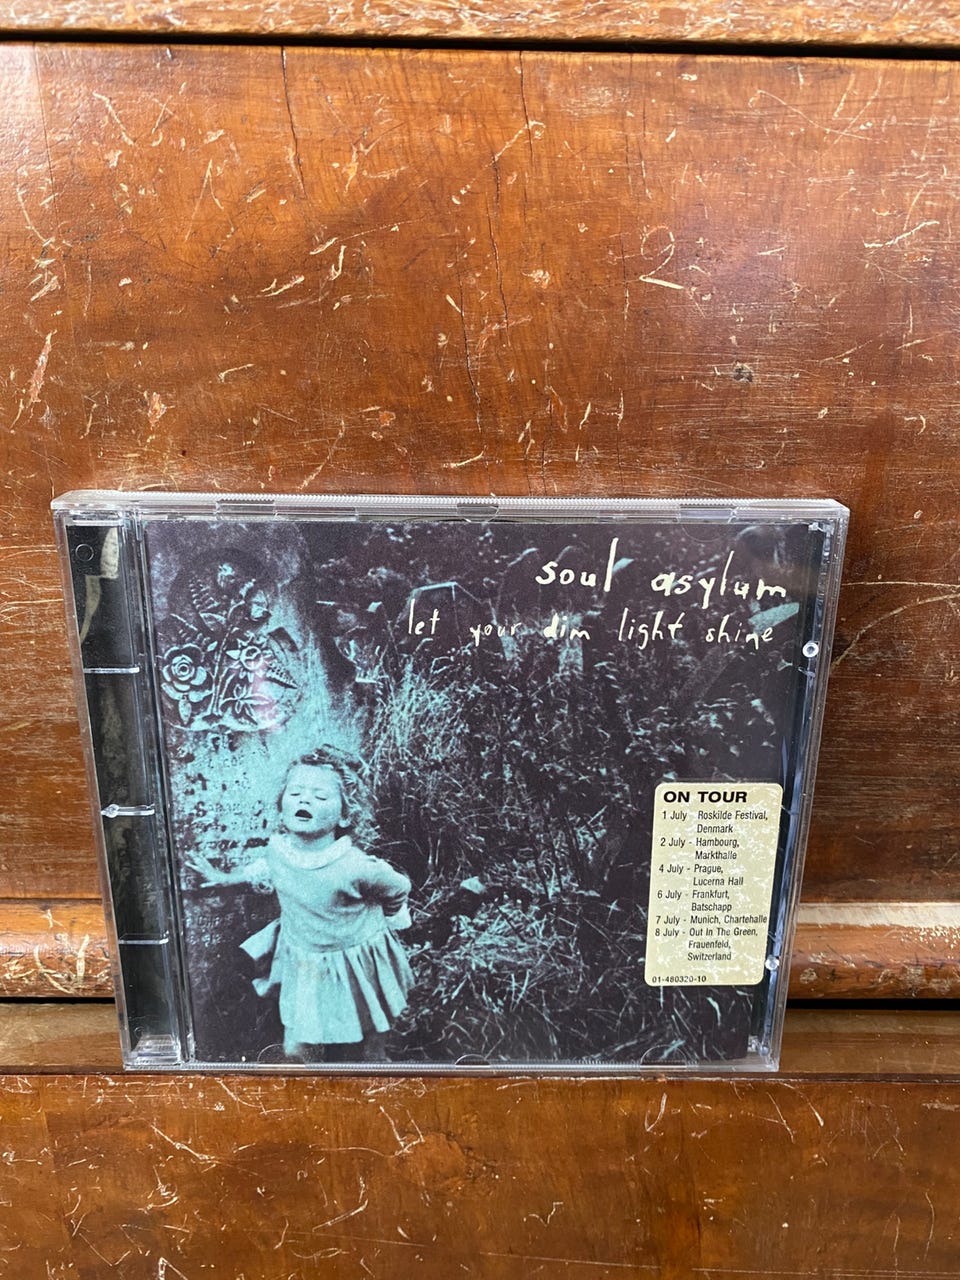 soul asylum
let your dim light shine
ON TOUR
1 July - Roskilde Festival,
Denmark
2 July - Hambourg,
Markthalle
4 July - Prague,
Lucerna Hall
6 July - Frankfurt,
Batschapp
7 July - Munich, Chartehalle
8 July - Out In The Green,
Frauenfeld,
Switzerland
01-480320-10